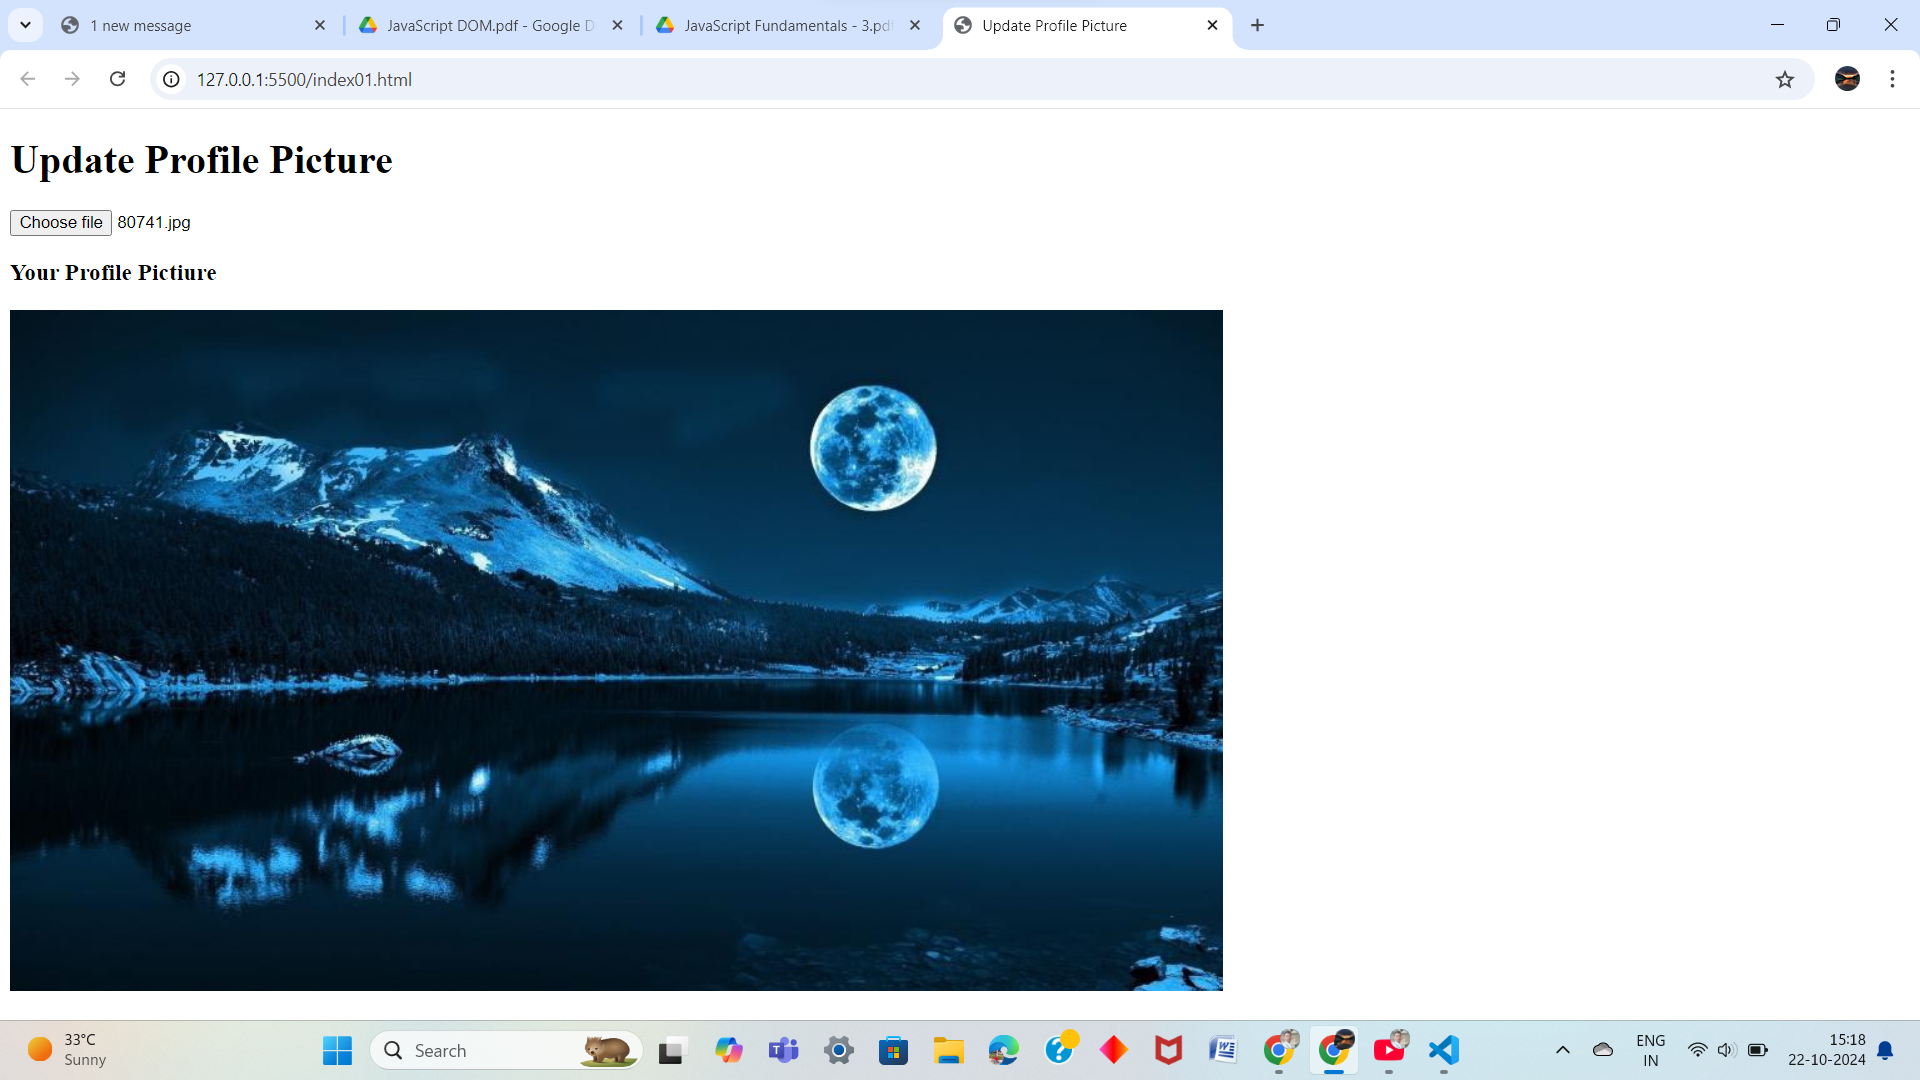 1 new message
JavaScript DOM.pdf - Google D
JavaScript Fundamentals - 3.pdf
Update Profile Picture
127.0.0.1:5500/index01.html
Update Profile Picture
Choose file 80741.jpg
Your Profile Pictiure
33°C
Sunny
Search
ENG
IN
15:18
22-10-2024